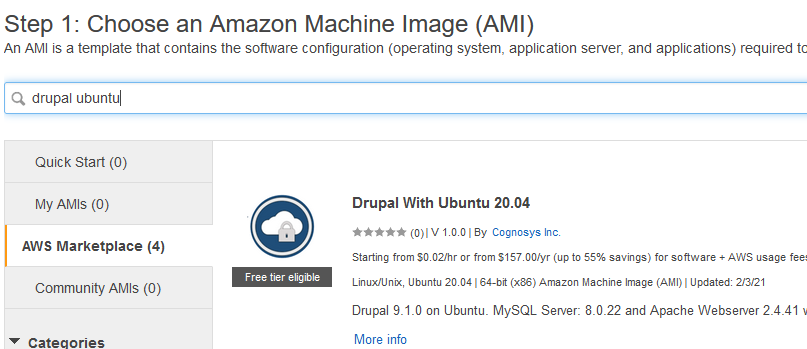 Step 1: Choose an Amazon Machine Image (AMI)
An AMI is a template that contains the software configuration (operating system, application server, and applications) required to
drupal ubuntu
Quick Start (0)
My AMIs (0)
AWS Marketplace (4)
Community AMIs (0)
Categories
Free tier eligible
Drupal With Ubuntu 20.04
(0) | V 1.0.0 | By Cognosys Inc.
Starting from $0.02/hr or from $157.00/yr (up to 55% savings) for software + AWS usage fees
Linux/Unix, Ubuntu 20.04 | 64-bit (x86) Amazon Machine Image (AMI) | Updated: 2/3/21
Drupal 9.1.0 on Ubuntu. MySQL Server: 8.0.22 and Apache Webserver 2.4.41 w
More info